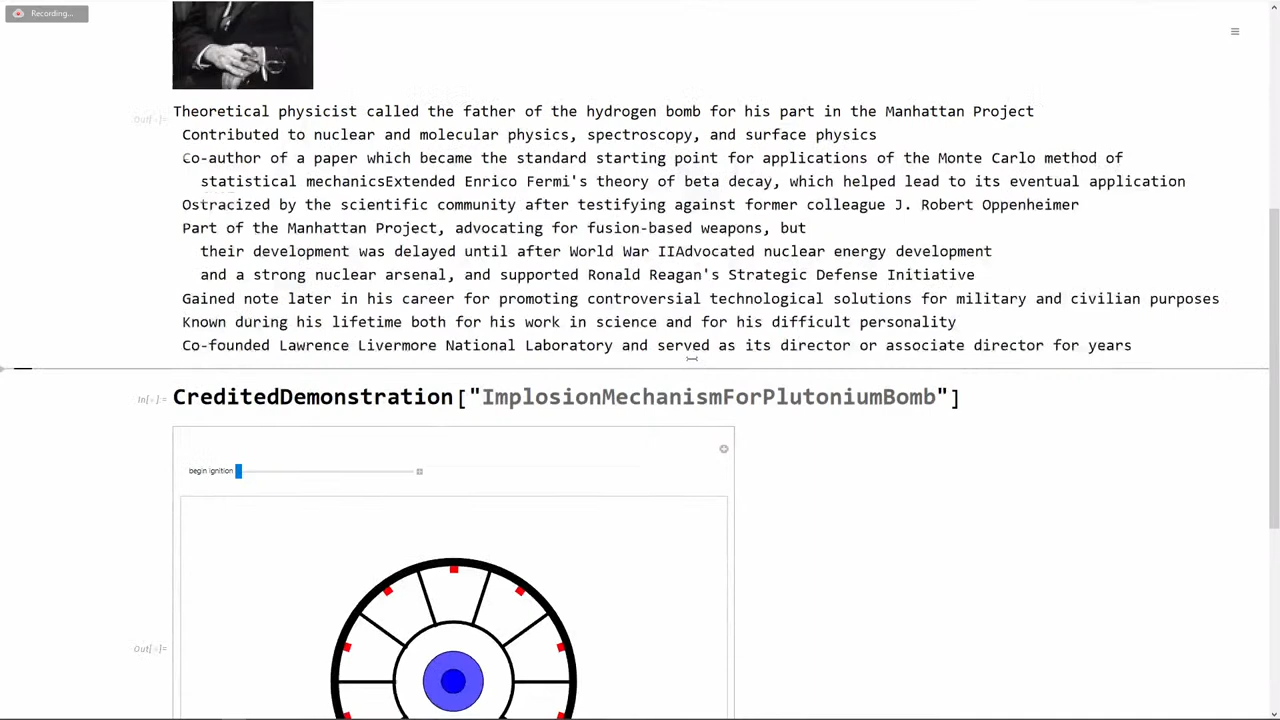 Recording...
Theoretical physicist called the father of the hydrogen bomb for his part in the Manhattan Project
Out[•]=
Contributed to nuclear and molecular physics, spectroscopy, and surface physics
Co-author of a paper which became the standard starting point for applications of the Monte Carlo method of
statistical mechanicsExtended Enrico Fermi's theory of beta decay, which helped lead to its eventual application
Ostracized by the scientific community after testifying against former colleague J. Robert Oppenheimer
Part of the Manhattan Project, advocating for fusion-based weapons, but
their development was delayed until after World War IIAdvocated nuclear energy development
and a strong nuclear arsenal, and supported Ronald Reagan's Strategic Defense Initiative
Gained note later in his career for promoting controversial technological solutions for military and civilian purposes
Known during his lifetime both for his work in science and for his difficult personality
Co-founded Lawrence Livermore National Laboratory and served as its director or associate director for years
In[•]:= CreditedDemonstration["ImplosionMechanismForPlutoniumBomb"]
begin ignition
Out[•]=